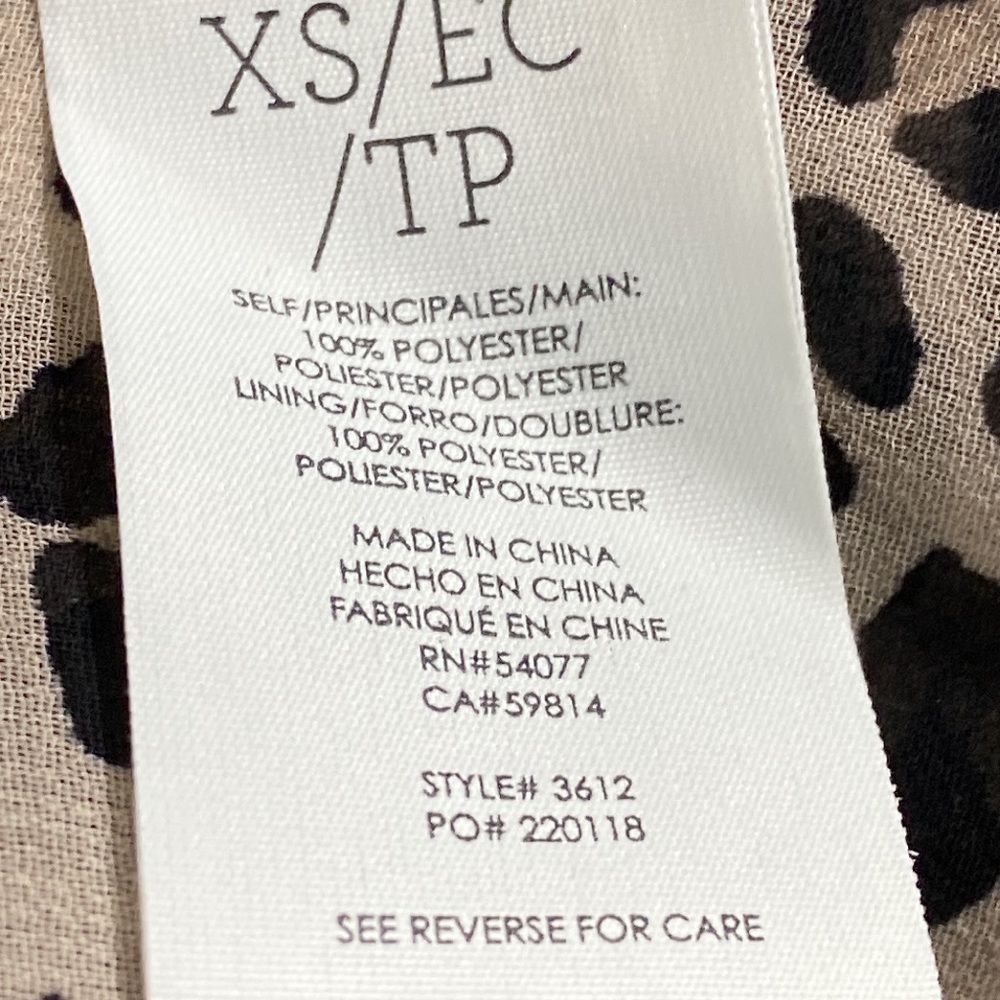 XS/EC
/TP
SELF/PRINCIPALES/MAIN:
100% POLYESTER/
POLIESTER/POLYESTER
LINING/FORRO/DOUBLURE:
100% POLYESTER/
POLIESTER/POLYESTER
MADE IN CHINA
HECHO EN CHINA
FABRIQUÉ EN CHINE
RN#54077
CA#59814
STYLE# 3612
PO# 220118
SEE REVERSE FOR CARE